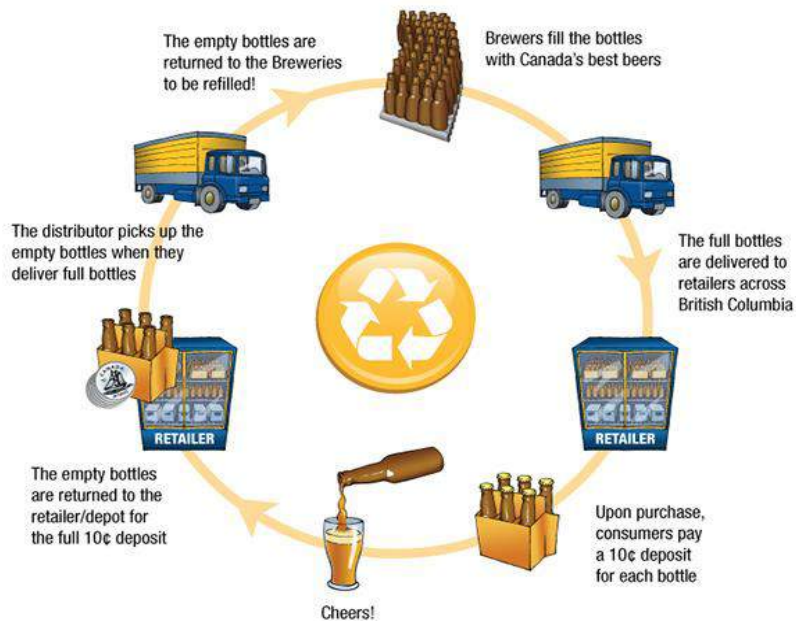 The empty bottles are
returned to the Breweries
to be refilled!
Brewers fill the bottles
with Canada's best beers
The full bottles
are delivered to
retailers across
British Columbia
RETAILER
Upon purchase,
consumers pay
a 10¢ deposit
for each bottle
Cheers!
The empty bottles
are returned to the
retailer/depot for
the full 10¢ deposit
RETAILER
CANADA
The distributor picks up the
empty bottles when they
deliver full bottles